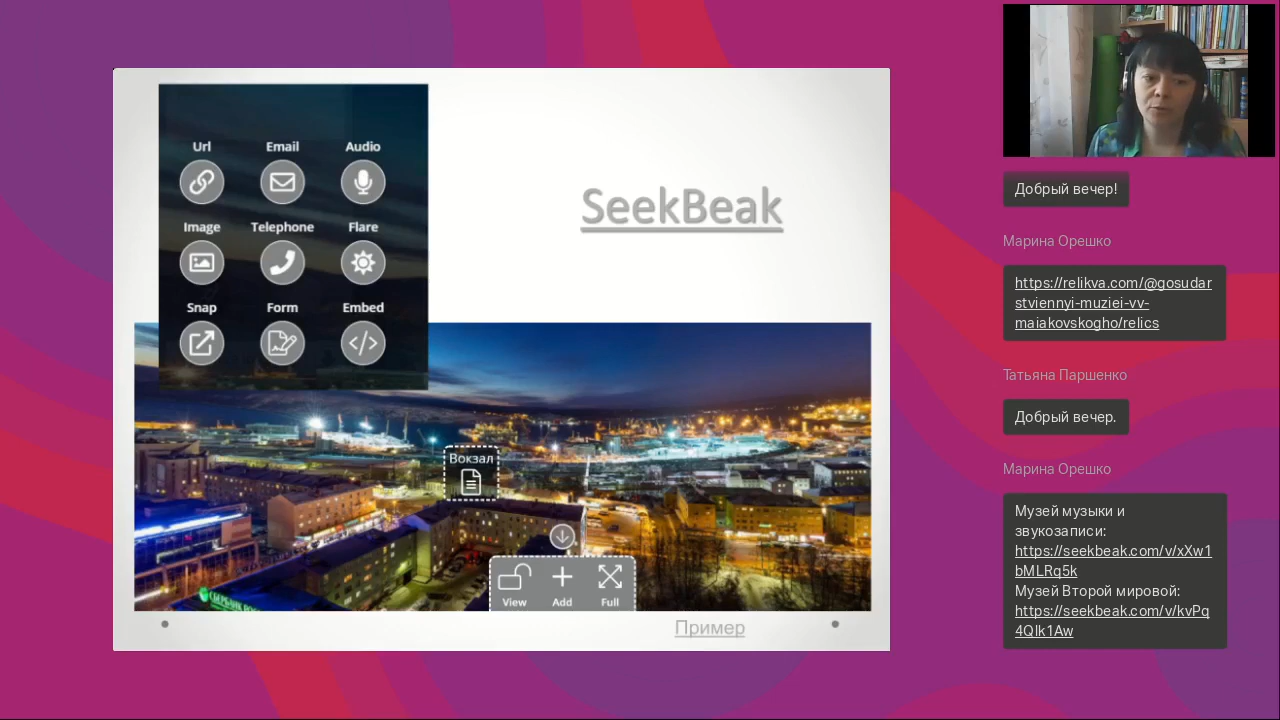 Url Email Audio
Image Telephone Flare
Snap Form Embed
SeekBeak
Вокзал
View Add Full
Пример
Добрый вечер!
Марина Орешко
https://relikva.com/@gosudar
stviennyi-muziei-vv-
maiakovskogho/relics
Татьяна Паршенко
Добрый вечер.
Марина Орешко
Музей музыки и
звукозаписи:
https://seekbeak.com/v/xXw1
bMLRq5k
Музей Второй мировой:
https://seekbeak.com/v/kvPq
4Qlk1Aw